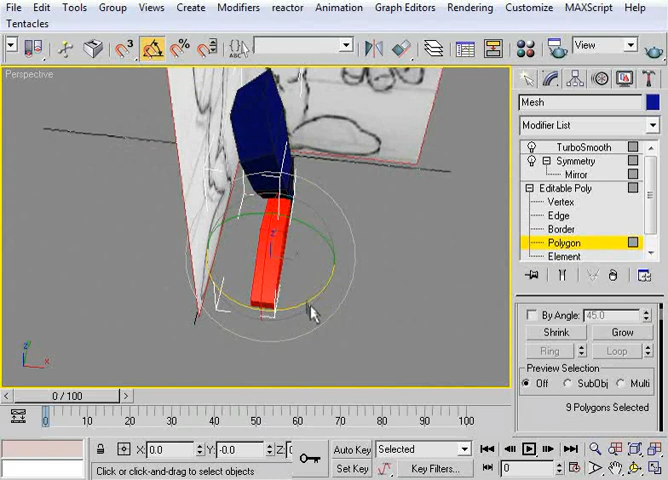 File Edit Tools Group Views Create Modifiers reactor Animation Graph Editors Rendering Customize MAXScript Help
Tentacles
3 % ABC View
Perspective
Mesh
Modifier List
TurboSmooth
Symmetry
Mirror
Editable Poly
Vertex
Edge
Border
Polygon
Element
By Angle: 45.0
Shrink Grow
Ring Loop
Preview Selection
Off SubObj Multi
9 Polygons Selected
z
z x
0 / 100
0 10 20 30 40 50 60 70 80 90 100
X: 0.0 Y: -0.0 Z: Auto Key Selected
Click or click-and-drag to select objects Set Key Key Filters... 0